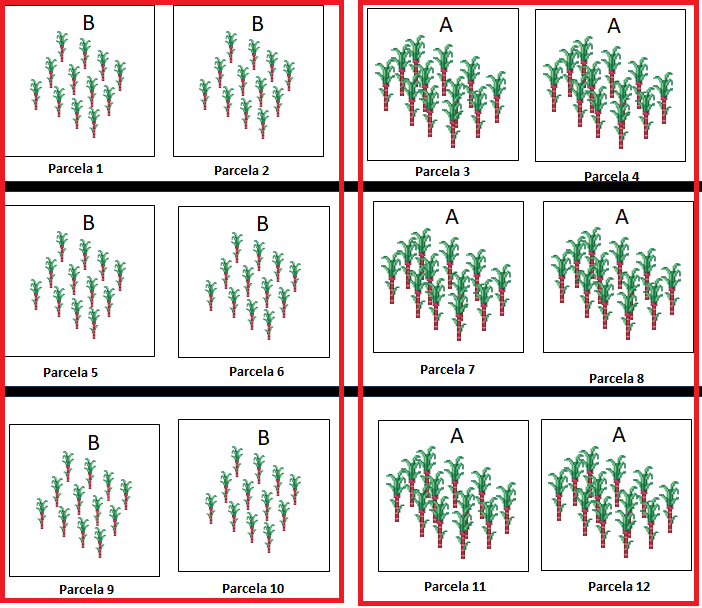 B
B
A
A
Parcela 1
Parcela 2
Parcela 3
Parcela 4
B
B
A
A
Parcela 5
Parcela 6
Parcela 7
Parcela 8
B
B
A
A
Parcela 9
Parcela 10
Parcela 11
Parcela 12